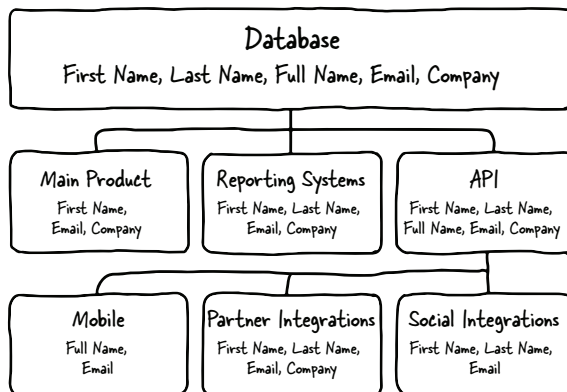 Database
First Name, Last Name, Full Name, Email, Company
Main Product
First Name,
Email, Company
Reporting Systems
First Name, Last Name,
Email, Company
API
First Name, Last Name,
Full Name, Email, Company
Mobile
Full Name,
Email
Partner Integrations
First Name, Last Name,
Email, Company
Social Integrations
First Name, Last Name,
Email